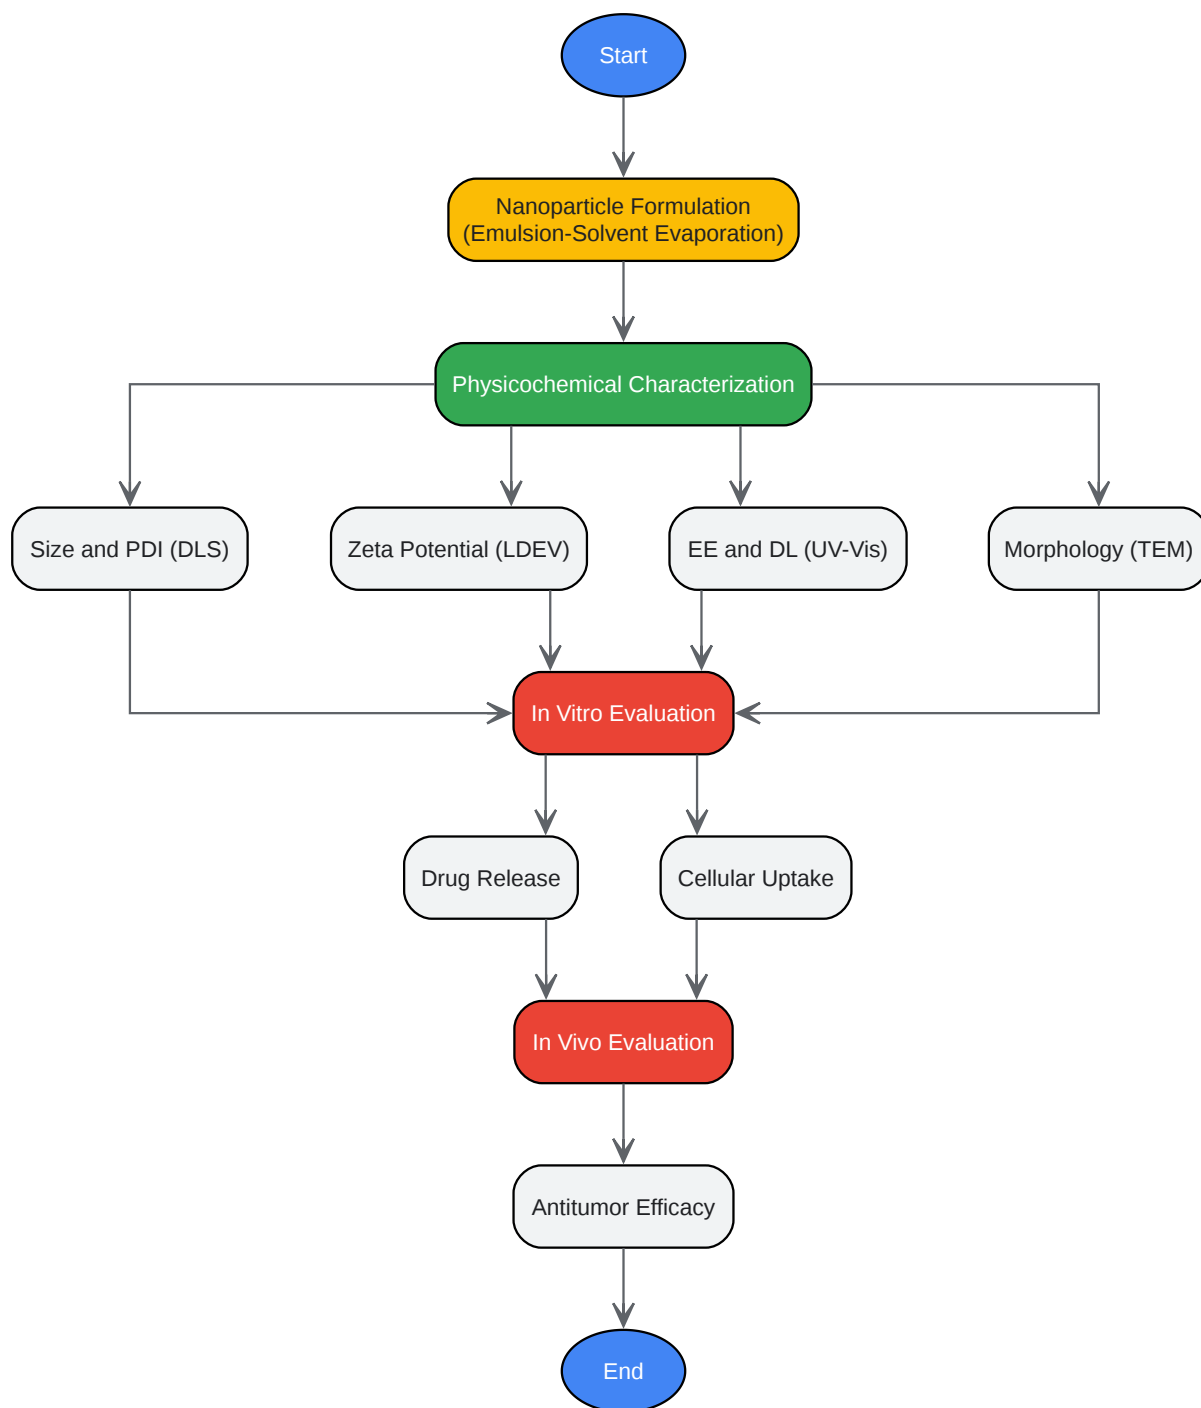 Start
Nanoparticle Formulation
(Emulsion-Solvent Evaporation)
Physicochemical Characterization
Size and PDI (DLS)
Zeta Potential (LDEV)
EE and DL (UV-Vis)
Morphology (TEM)
In Vitro Evaluation
Drug Release
Cellular Uptake
In Vivo Evaluation
Antitumor Efficacy
End